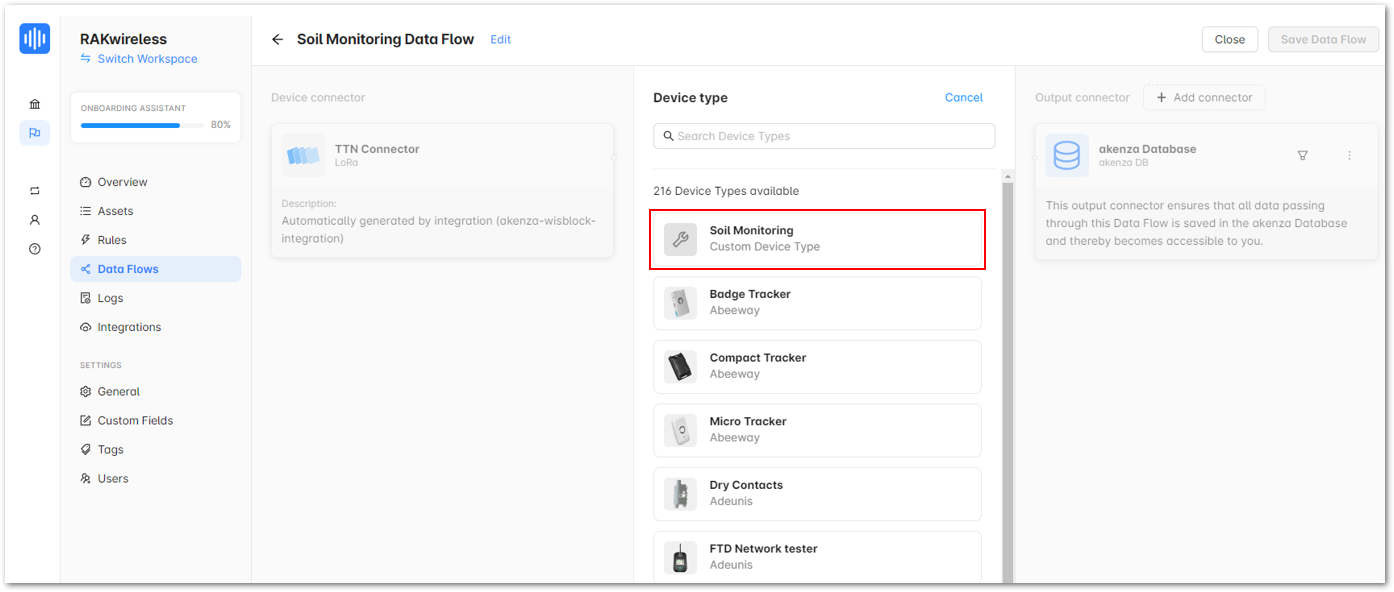 RAKwireless
Switch Workspace
ONBOARDING ASSISTANT
80%
Overview
Assets
Rules
Data Flows
Logs
Integrations
SETTINGS
General
Custom Fields
Tags
Users
Soil Monitoring Data Flow Edit
Close
Save Data Flow
Device connector
TTN Connector
LoRa
Description:
Automatically generated by integration (akenza-wisblock-
integration)
Device type
Cancel
Search Device Types
216 Device Types available
Soil Monitoring
Custom Device Type
Badge Tracker
Abeeway
Compact Tracker
Abeeway
Micro Tracker
Abeeway
Dry Contacts
Adeunis
FTD Network tester
Adeunis
Output connector
+ Add connector
akenza Database
akenza DB
This output connector ensures that all data passing
through this Data Flow is saved in the akenza Database
and thereby becomes accessible to you.